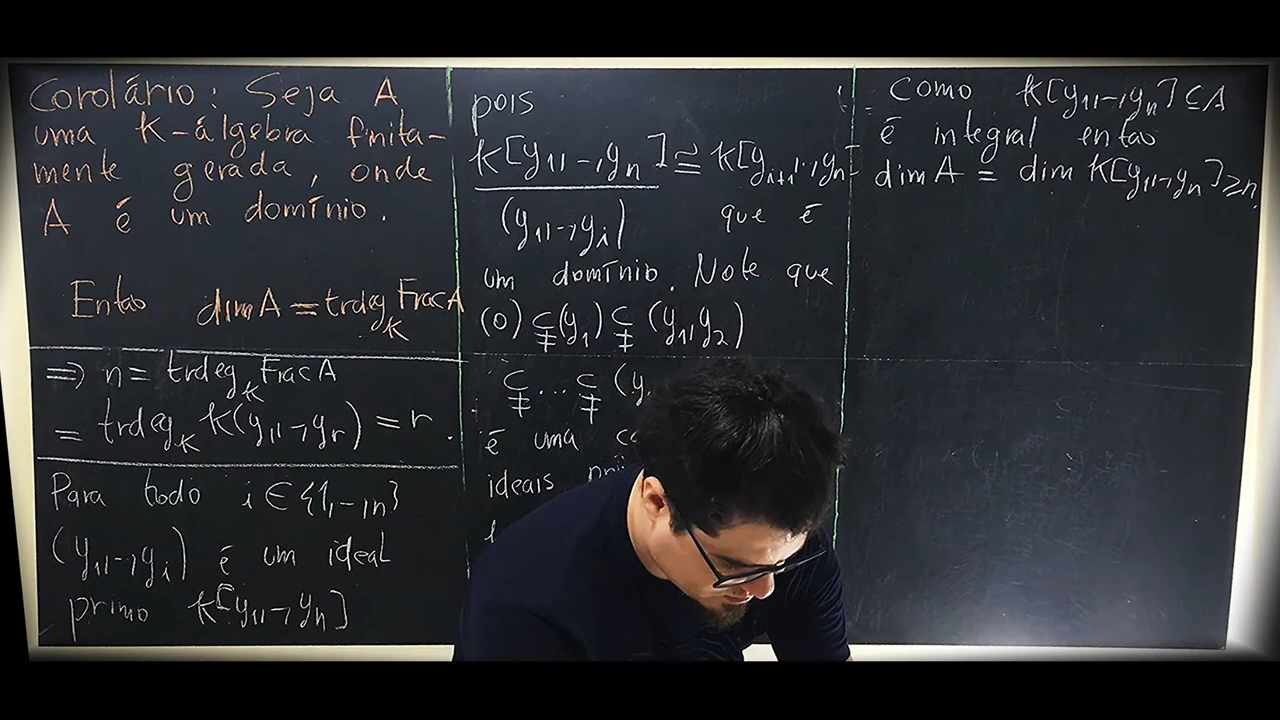 Corolário: Seja A
uma K-álgebra finita-
mente gerada, onde
A é um domínio.
Entao dim A = trdeg_K Frac A
⇒ n = trdeg_K Frac A
= trdeg_K K(y_1,-,y_r) = r.
Para todo i ∈ {1,-,n}
(y_1,-,y_i) é um ideal
primo K[y_1,-,y_n]
pois
K[y_1,-,y_n] / (y_1,-,y_i) ≅ K[y_{i+1},..,y_n]
que é
um domínio. Note que
(0) ⊊ (y_1) ⊊ (y_1,y_2)
⊊ ... ⊊ (y
é uma
ideais
Como K[y_1,-,y_n] ⊆ A
é integral entao
dim A = dim K[y_1,-,y_n] ≥ n.